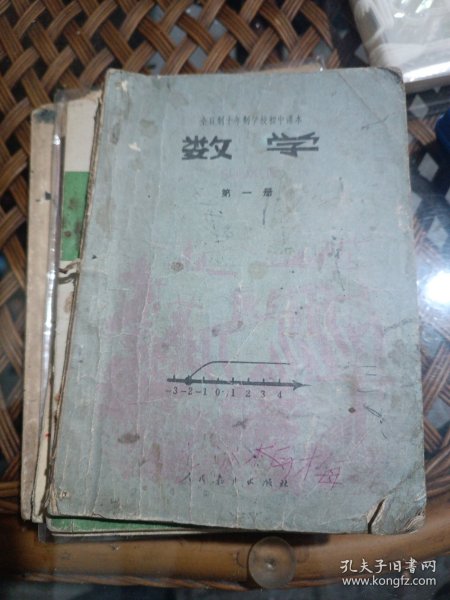 全日制十年制学校初中课本
数学
第一册
-3-2-1 0 1 2 3 4
人民教育出版社
孔夫子旧书网
www.kongfz.com